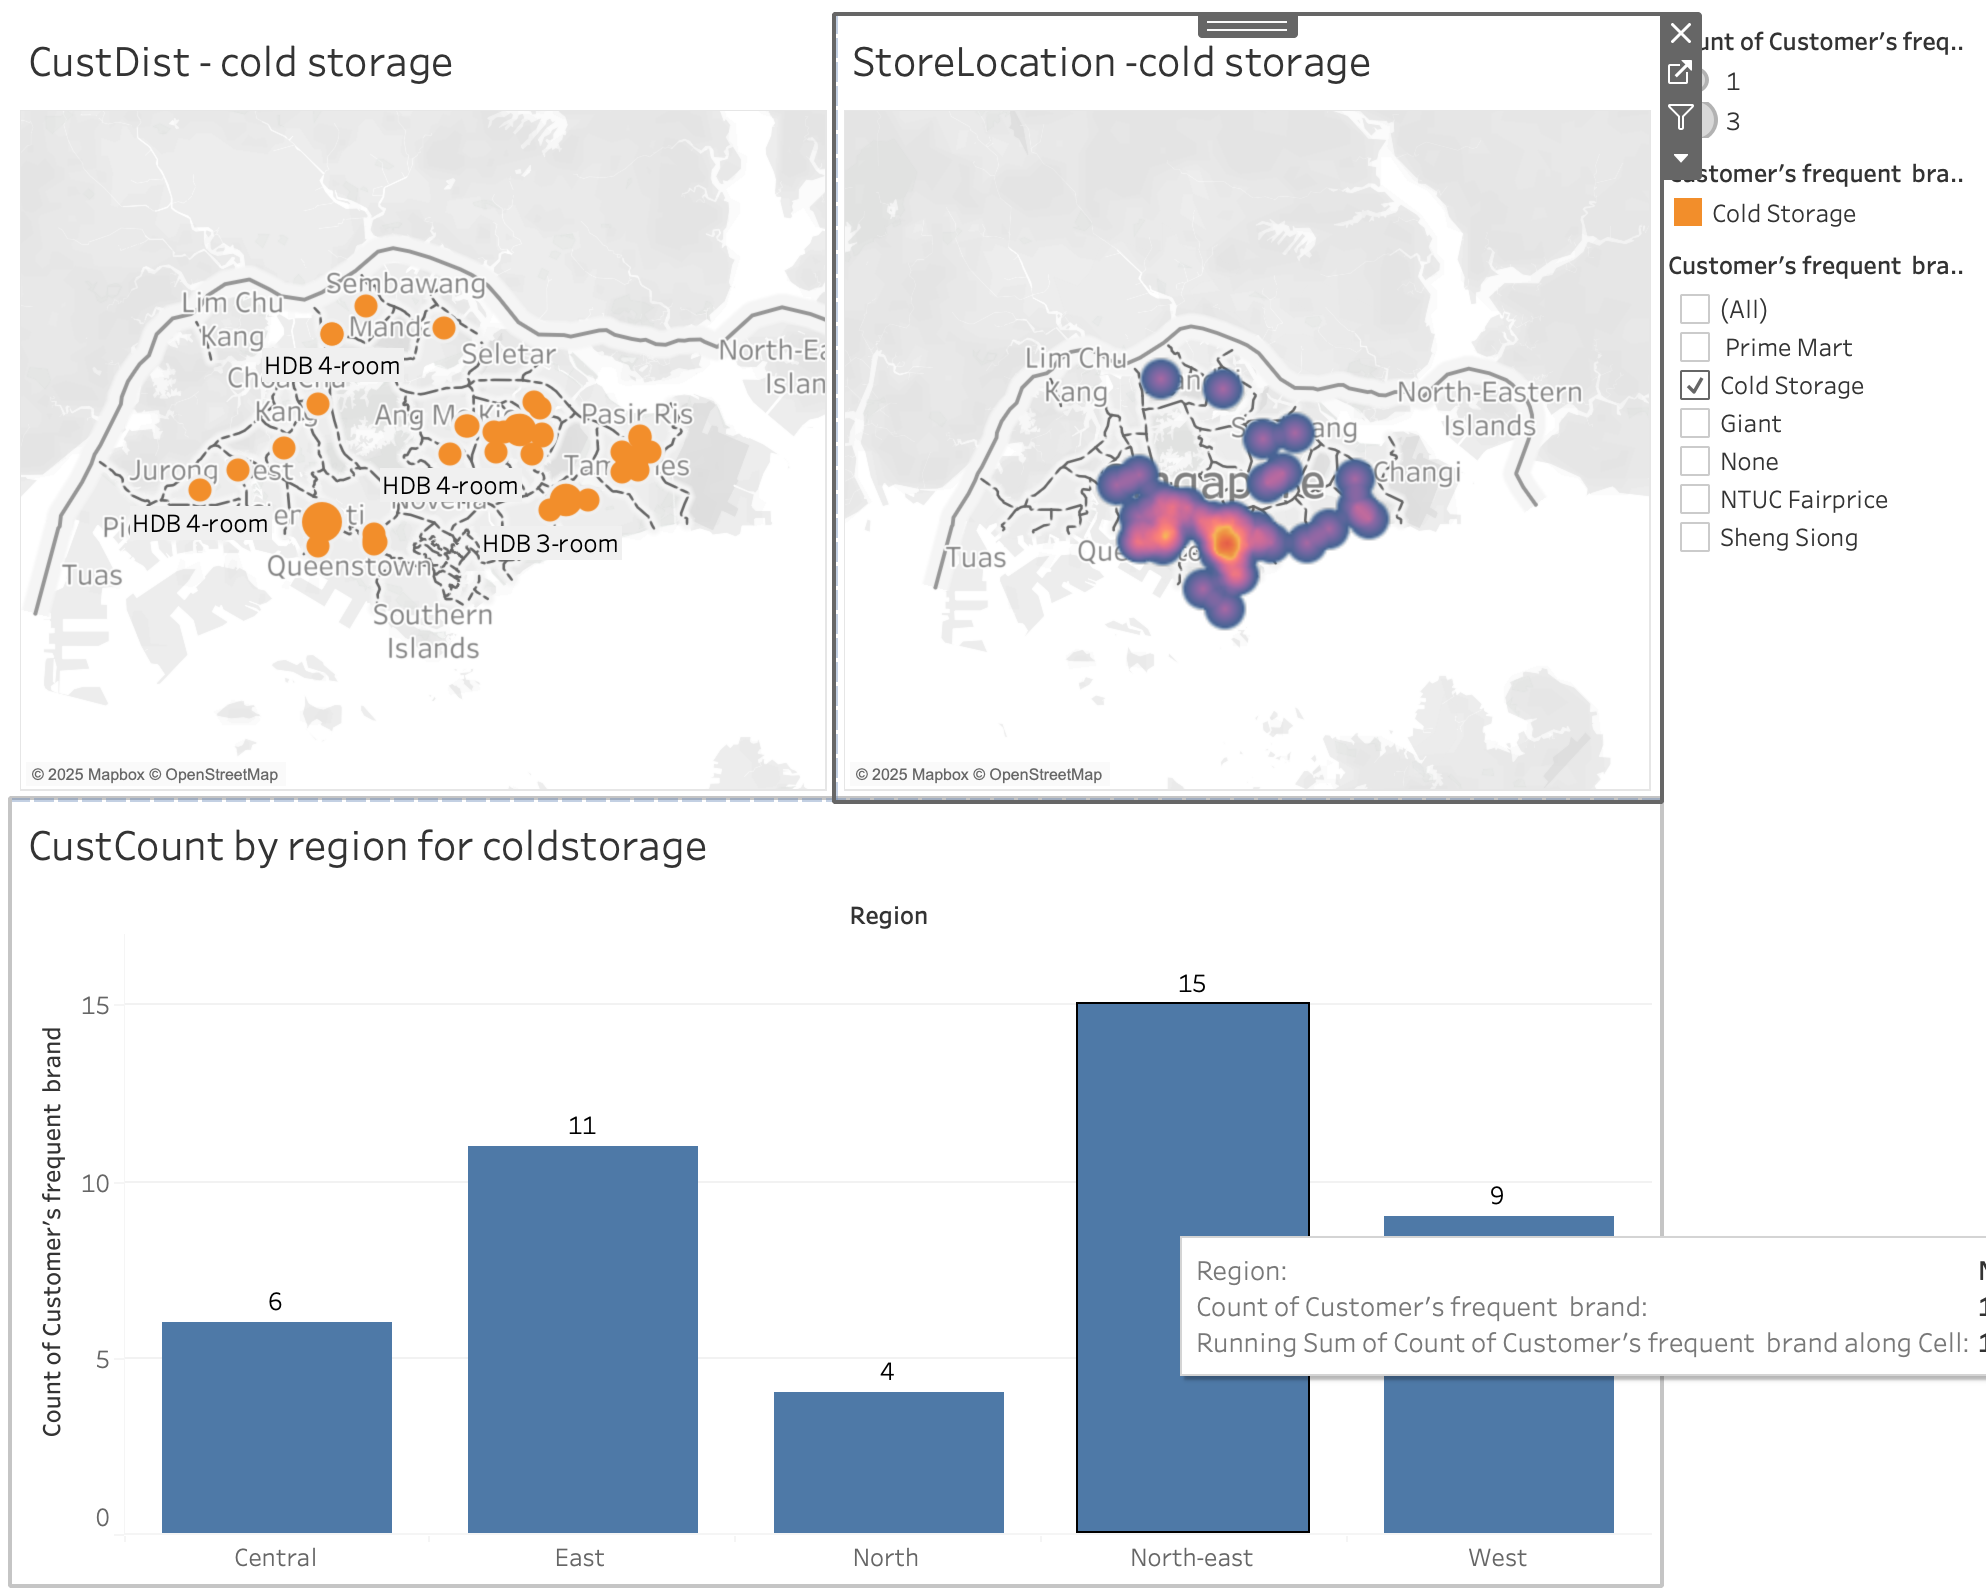 CustDist - cold storage
Sembawang
Lim Chu
Kang
Seletar
North-Ea
Islan
HDB 4-room
Kang
Pasir Ris
Jurong
HDB 4-room
HDB 4-room
HDB 3-room
Queenstown
Tuas
Southern
Islands
© 2025 Mapbox © OpenStreetMap
StoreLocation -cold storage
Lim Chu
Kang
North-Eastern
Islands
Changi
Tuas
© 2025 Mapbox © OpenStreetMap
unt of Customer's freq..
1
3
ustomer's frequent bra..
Cold Storage
Customer's frequent bra..
(All)
Prime Mart
Cold Storage
Giant
None
NTUC Fairprice
Sheng Siong
CustCount by region for coldstorage
Region
Count of Customer's frequent brand
15
10
5
0
6
11
4
15
9
Region:
Count of Customer's frequent brand:
Running Sum of Count of Customer's frequent brand along Cell:
Central
East
North
North-east
West